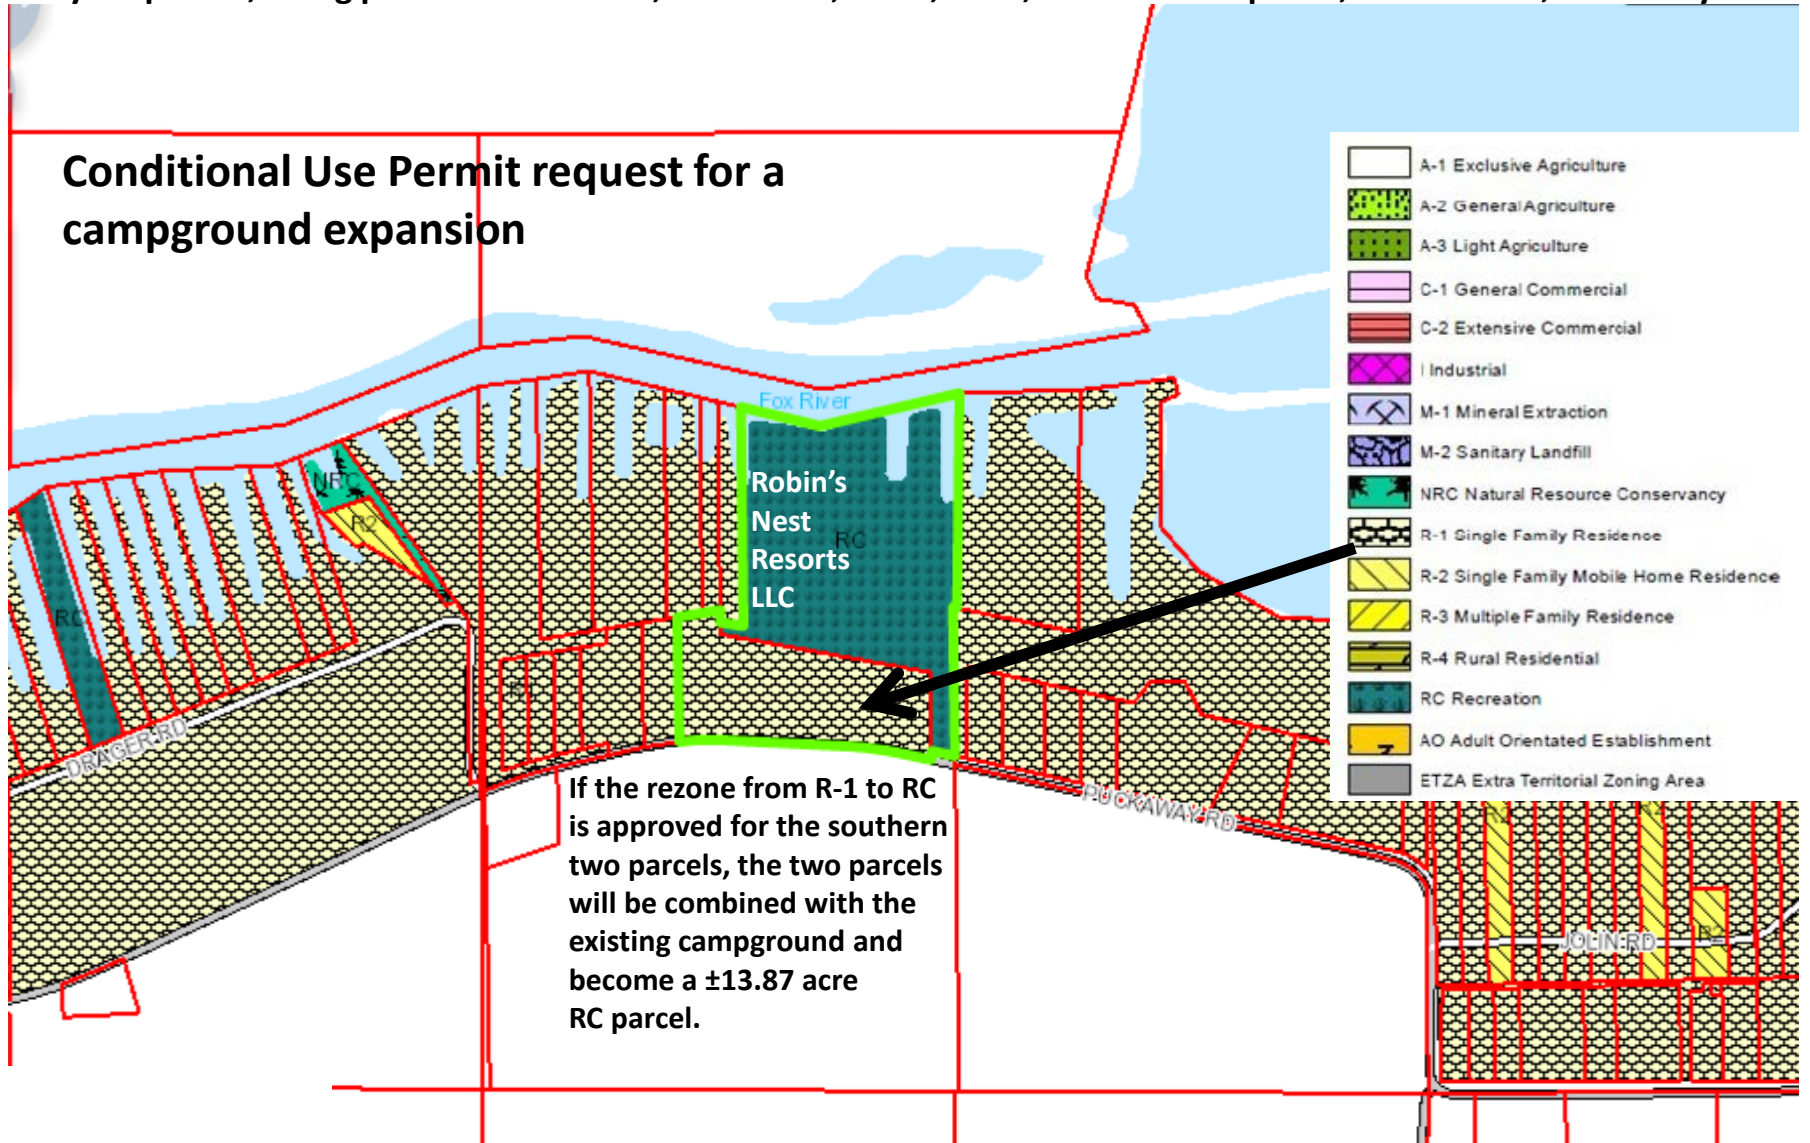 Conditional Use Permit request for a
campground expansion
A-1 Exclusive Agriculture
A-2 General Agriculture
A-3 Light Agriculture
C-1 General Commercial
C-2 Extensive Commercial
I Industrial
M-1 Mineral Extraction
M-2 Sanitary Landfill
NRC Natural Resource Conservancy
R-1 Single Family Residence
R-2 Single Family Mobile Home Residence
R-3 Multiple Family Residence
R-4 Rural Residential
RC Recreation
AO Adult Orientated Establishment
ETZA Extra Territorial Zoning Area
Fox River
Robin's
Nest
Resorts
LLC
RC
NRC
R2
RC
DRAGER RD
PUCKAWAY RD
If the rezone from R-1 to RC
is approved for the southern
two parcels, the two parcels
will be combined with the
existing campground and
become a ±13.87 acre
RC parcel.
R2
R2
R2
JOLIN RD